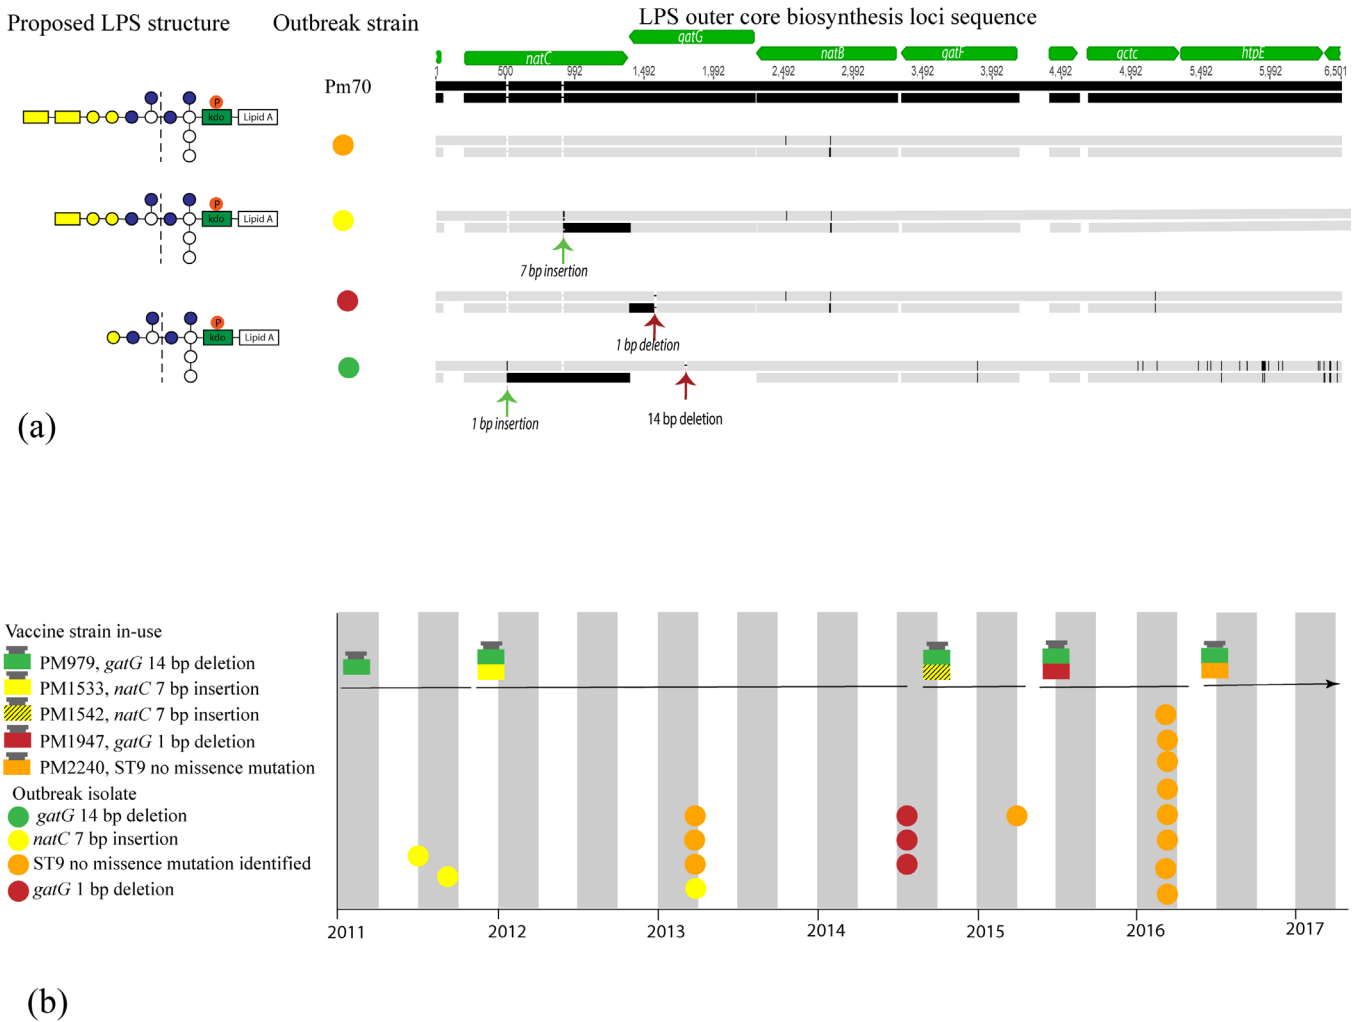 Proposed LPS structure
Outbreak strain
LPS outer core biosynthesis loci sequence
gatG
natC
natB
gatF
gctc
htpE
1
500
992
1,492
1,992
2,492
2,992
3,492
3,992
4,492
4,992
5,492
5,992
6,501
Pm70
P
kdo
Lipid A
P
kdo
Lipid A
7 bp insertion
P
kdo
Lipid A
1 bp deletion
1 bp insertion
14 bp deletion
(a)
Vaccine strain in-use
PM979, gatG 14 bp deletion
PM1533, natC 7 bp insertion
PM1542, natC 7 bp insertion
PM1947, gatG 1 bp deletion
PM2240, ST9 no missence mutation
Outbreak isolate
gatG 14 bp deletion
natC 7 bp insertion
ST9 no missence mutation identified
gatG 1 bp deletion
2011
2012
2013
2014
2015
2016
2017
(b)